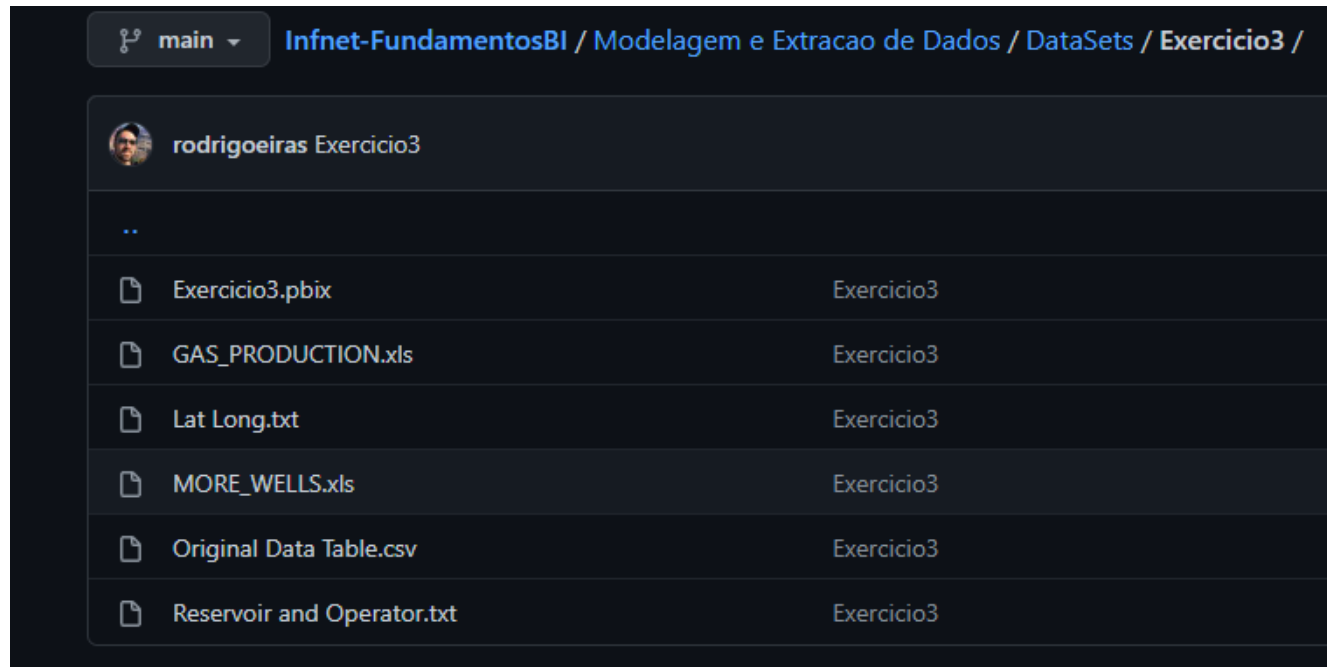 main Infnet-FundamentosBI / Modelagem e Extracao de Dados / DataSets / Exercicio3 /
rodrigoeiras Exercicio3
..
Exercicio3.pbix Exercicio3
GAS_PRODUCTION.xls Exercicio3
Lat Long.txt Exercicio3
MORE_WELLS.xls Exercicio3
Original Data Table.csv Exercicio3
Reservoir and Operator.txt Exercicio3